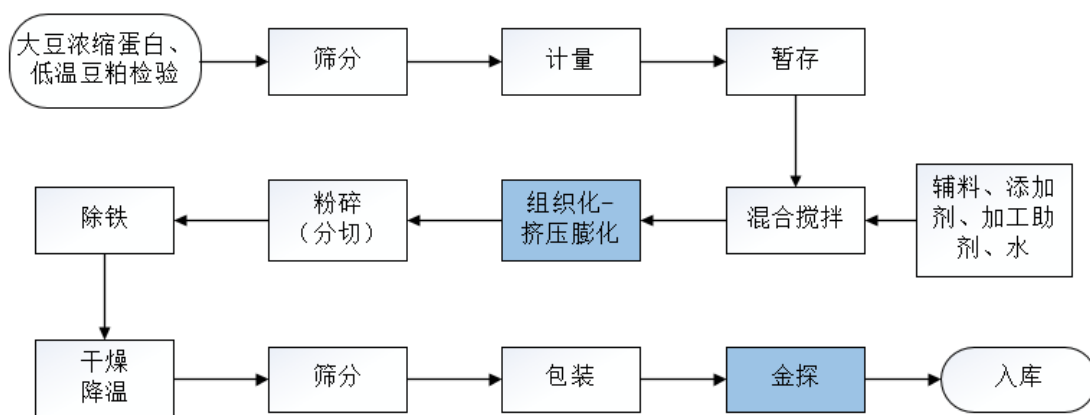 大豆浓缩蛋白、
低温豆粕检验
筛分
计量
暂存
除铁
粉碎
（分切）
组织化-
挤压膨化
混合搅拌
辅料、添加
剂、加工助
剂、水
干燥
降温
筛分
包装
金探
入库